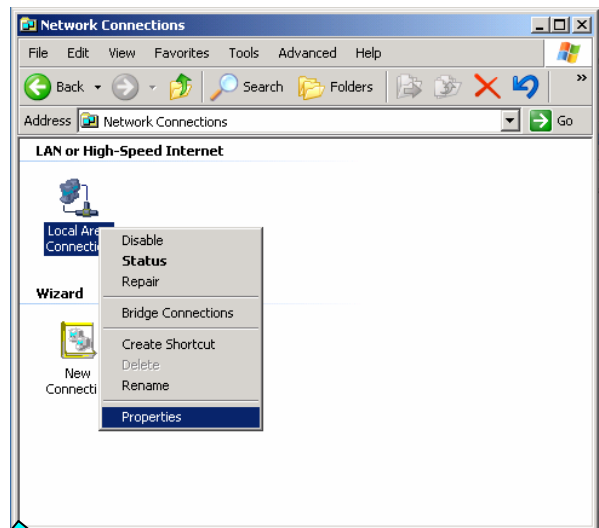 Network Connections
File Edit View Favorites Tools Advanced Help
Back Search Folders »
Address Network Connections Go
LAN or High-Speed Internet
Local Are
Connecti
Disable
Status
Repair
Bridge Connections
Create Shortcut
Delete
Rename
Properties
Wizard
New
Connecti